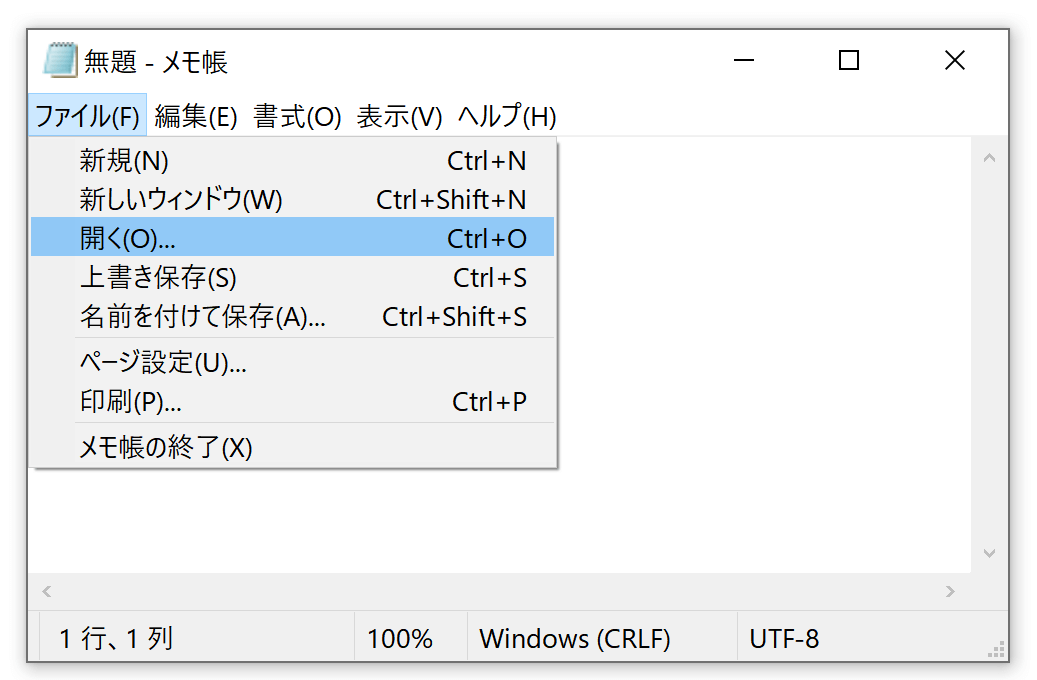 無題 - メモ帳
ファイル(F) 編集(E) 書式(O) 表示(V) ヘルプ(H)
新規(N) Ctrl+N
新しいウィンドウ(W) Ctrl+Shift+N
開く(O)... Ctrl+O
上書き保存(S) Ctrl+S
名前を付けて保存(A)... Ctrl+Shift+S
ページ設定(U)...
印刷(P)... Ctrl+P
メモ帳の終了(X)
1 行、1 列 100% Windows (CRLF) UTF-8